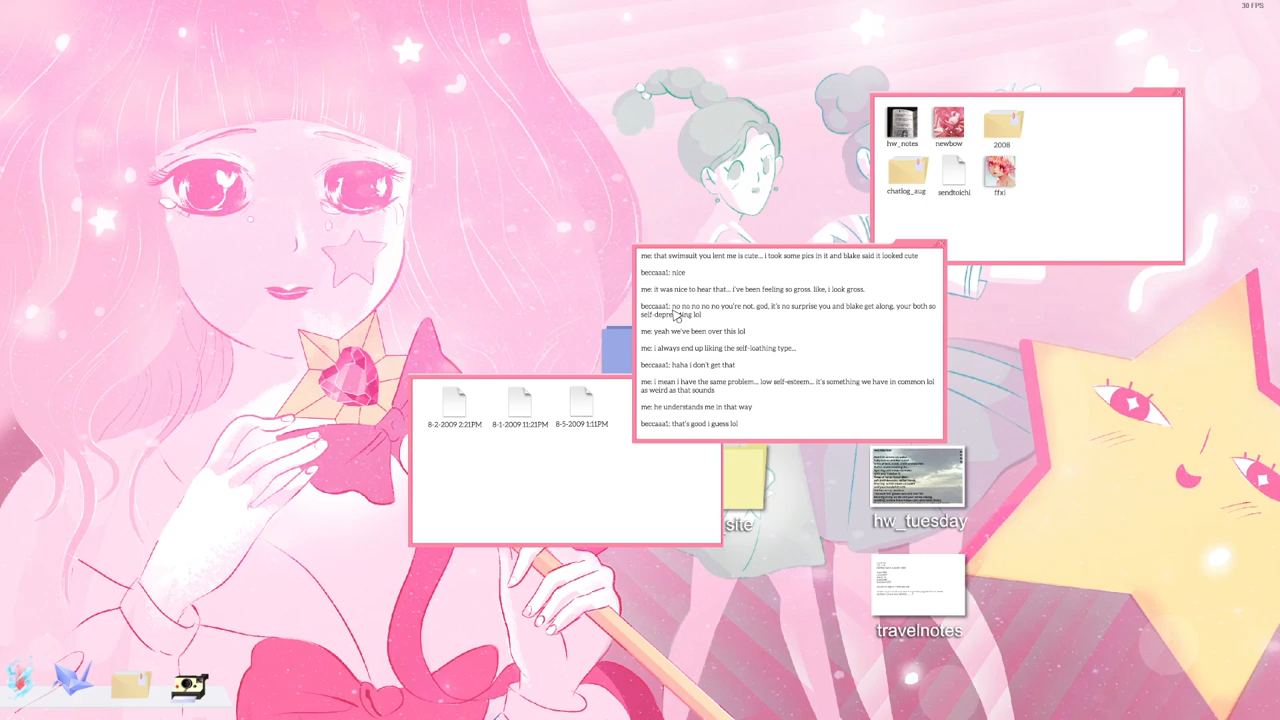 30 FPS
hw_notes
newbow
2008
chatlog_aug
sendtoichi
ffxi
me: that swimsuit you lent me is cute... i took some pics in it and blake said it looked cute
beccaaa1: nice
me: it was nice to hear that... i've been feeling so gross. like, i look gross.
beccaaa1: no no no no no you're not. god, it's no surprise you and blake get along, your both so
self-deprecating lol
me: yeah we've been over this lol
me: i always end up liking the self-loathing type...
beccaaa1: haha i don't get that
me: i mean i have the same problem... low self-esteem... it's something we have in common lol
as weird as that sounds
me: he understands me in that way
beccaaa1: that's good i guess lol
8-2-2009 2:21PM
8-1-2009 11:21PM
8-5-2009 1:11PM
_site
hw_tuesday
travelnotes